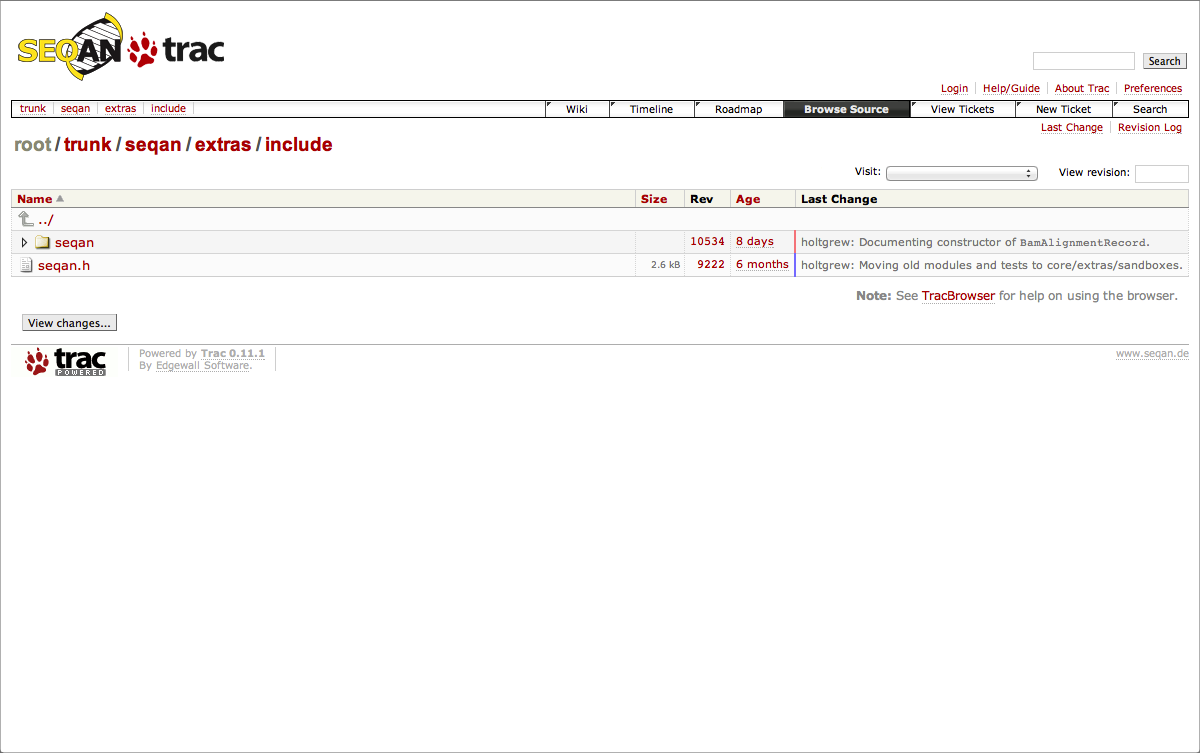 SEQAN trac
Search
Login Help/Guide About Trac Preferences
trunk seqan extras include Wiki Timeline Roadmap Browse Source View Tickets New Ticket Search
Last Change Revision Log
root / trunk / seqan / extras / include
Visit: View revision:
Name Size Rev Age Last Change
../
seqan 10534 8 days holtgrew: Documenting constructor of BamAlignmentRecord.
seqan.h 2.6 kB 9222 6 months holtgrew: Moving old modules and tests to core/extras/sandboxes.
Note: See TracBrowser for help on using the browser.
View changes...
trac POWERED
Powered by Trac 0.11.1
By Edgewall Software.
www.seqan.de